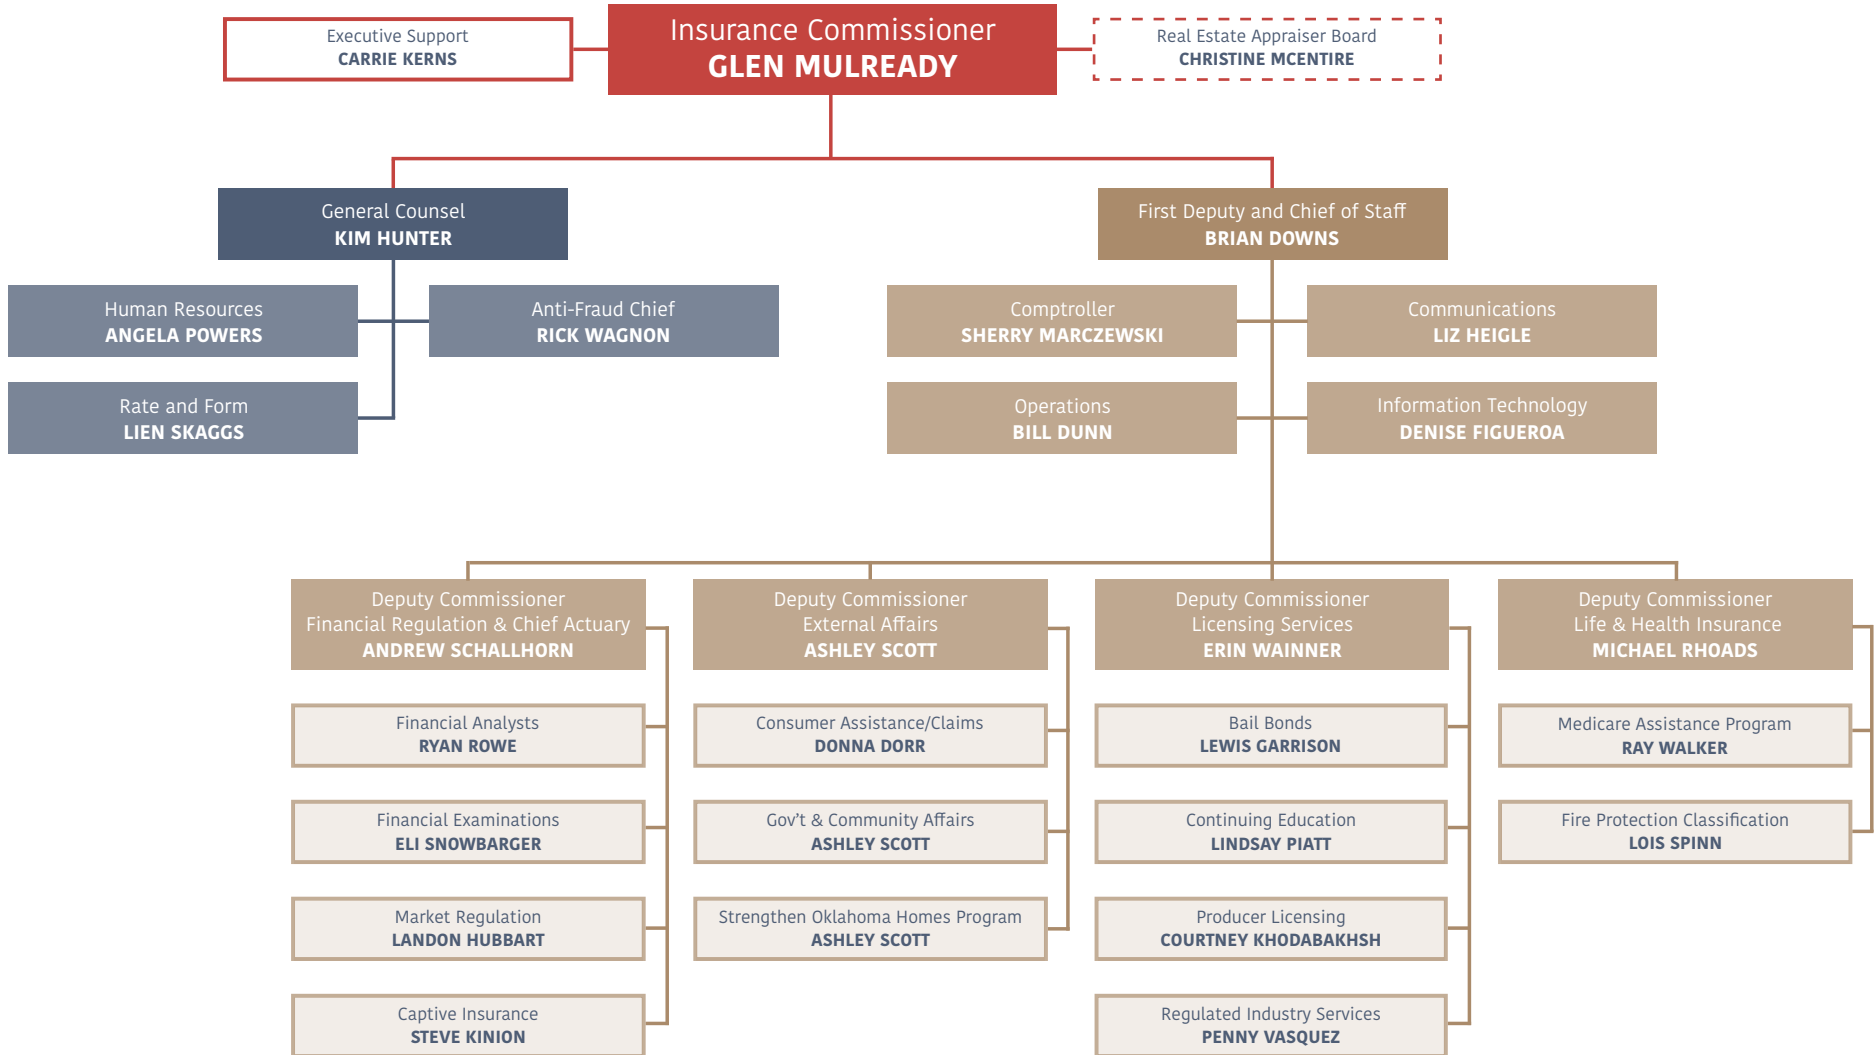 Executive Support
CARRIE KERNS
Insurance Commissioner
GLEN MULREADY
Real Estate Appraiser Board
CHRISTINE MCENTIRE
General Counsel
KIM HUNTER
First Deputy and Chief of Staff
BRIAN DOWNS
Human Resources
ANGELA POWERS
Anti-Fraud Chief
RICK WAGNON
Comptroller
SHERRY MARCZEWSKI
Communications
LIZ HEIGLE
Rate and Form
LIEN SKAGGS
Operations
BILL DUNN
Information Technology
DENISE FIGUEROA
Deputy Commissioner
Financial Regulation & Chief Actuary
ANDREW SCHALLHORN
Deputy Commissioner
External Affairs
ASHLEY SCOTT
Deputy Commissioner
Licensing Services
ERIN WAINNER
Deputy Commissioner
Life & Health Insurance
MICHAEL RHOADS
Financial Analysts
RYAN ROWE
Consumer Assistance/Claims
DONNA DORR
Bail Bonds
LEWIS GARRISON
Medicare Assistance Program
RAY WALKER
Financial Examinations
ELI SNOWBARGER
Gov't & Community Affairs
ASHLEY SCOTT
Continuing Education
LINDSAY PIATT
Fire Protection Classification
LOIS SPINN
Market Regulation
LANDON HUBBART
Strengthen Oklahoma Homes Program
ASHLEY SCOTT
Producer Licensing
COURTNEY KHODABAKHSH
Captive Insurance
STEVE KINION
Regulated Industry Services
PENNY VASQUEZ